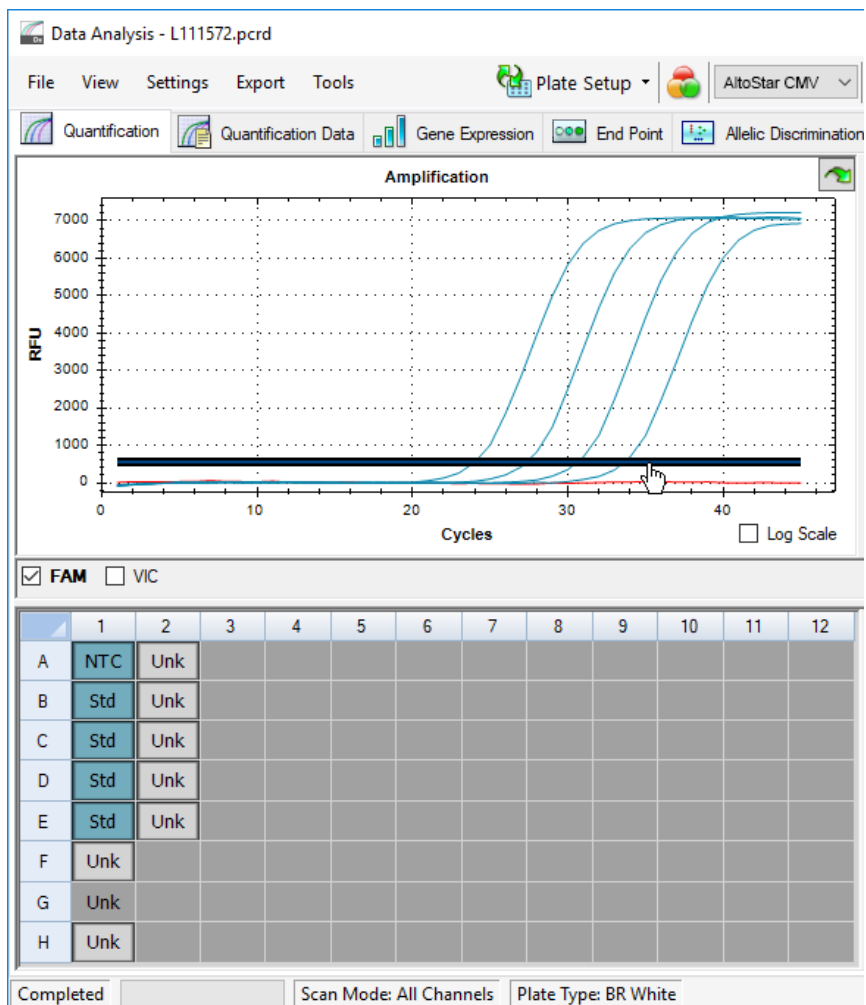 Data Analysis - L111572.pcrd
File View Settings Export Tools Plate Setup AltoStar CMV
Quantification Quantification Data Gene Expression End Point Allelic Discrimination
Amplification
7000
6000
5000
4000
3000
2000
1000
0
RFU
0 10 20 30 40
Cycles
Log Scale
FAM VIC
1 2 3 4 5 6 7 8 9 10 11 12
A NTC Unk
B Std Unk
C Std Unk
D Std Unk
E Std Unk
F Unk
G Unk
H Unk
Completed Scan Mode: All Channels Plate Type: BR White